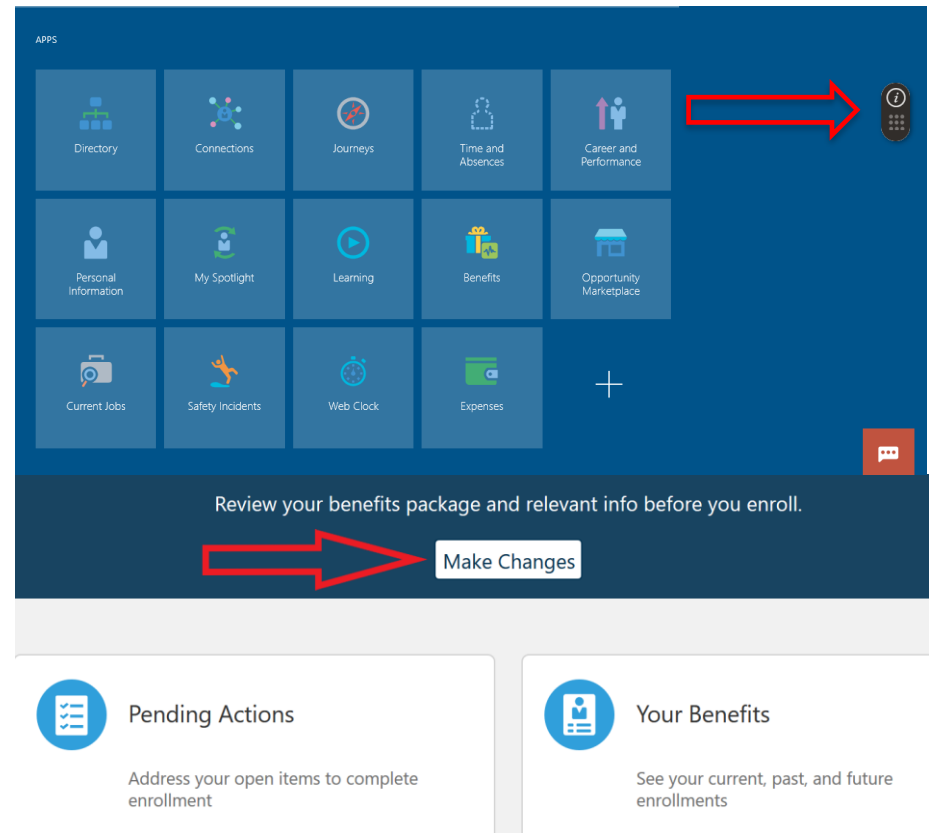 APPS
Directory
Connections
Journeys
Time and
Absences
Career and
Performance
i
Personal
Information
My Spotlight
Learning
Benefits
Opportunity
Marketplace
Current Jobs
Safety Incidents
Web Clock
Expenses
Review your benefits package and relevant info before you enroll.
Make Changes
Pending Actions
Address your open items to complete
enrollment
Your Benefits
See your current, past, and future
enrollments